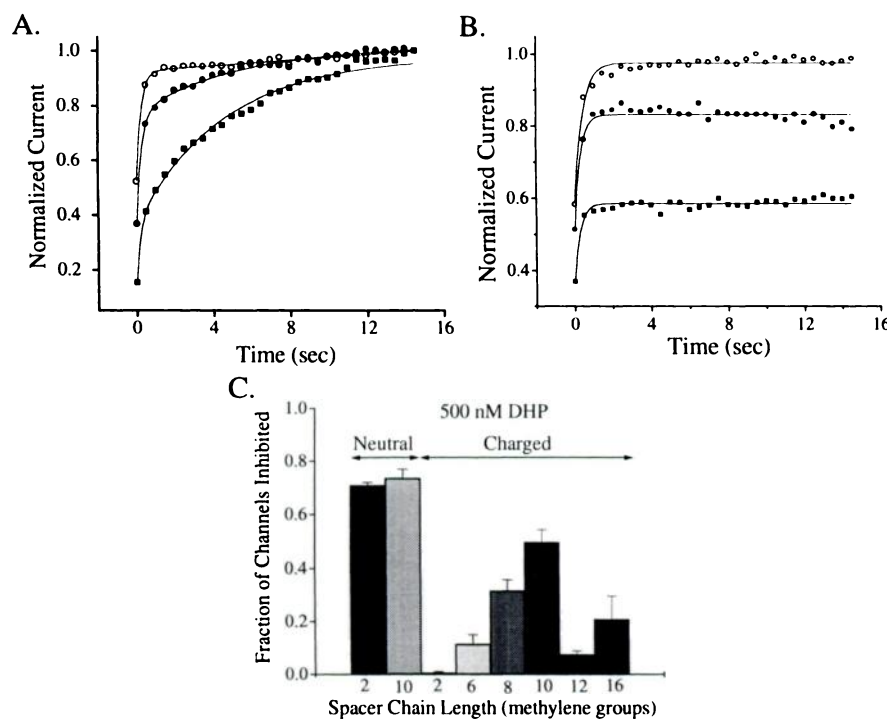 A.
1.0
0.8
0.6
0.4
0.2
Normalized Current
0
4
8
12
16
Time (sec)
B.
1.0
0.8
0.6
0.4
Normalized Current
0
4
8
12
16
Time (sec)
C.
500 nM DHP
Neutral
Charged
1.0
0.8
0.6
0.4
0.2
0.0
Fraction of Channels Inhibited
2 10 2 6 8 10 12 16
Spacer Chain Length (methylene groups)